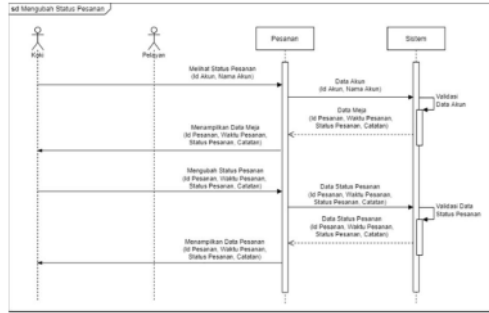 sd Mengubah Status Pesanan
Koki
Pelayan
Pesanan
Sistem
Melihat Status Pesanan
(Id Akun, Nama Akun)
Data Akun
(Id Akun, Nama Akun)
Validasi
Data Akun
Data Meja
(Id Pesanan, Waktu Pesanan,
Status Pesanan, Catatan)
Menampilkan Data Meja
(Id Pesanan, Waktu Pesanan,
Status Pesanan, Catatan)
Mengubah Status Pesanan
(Id Pesanan, Waktu Pesanan,
Status Pesanan, Catatan)
Data Status Pesanan
(Id Pesanan, Waktu Pesanan,
Status Pesanan, Catatan)
Validasi Data
Status Pesanan
Data Status Pesanan
(Id Pesanan, Waktu Pesanan,
Status Pesanan, Catatan)
Menampilkan Data Pesanan
(Id Pesanan, Waktu Pesanan,
Status Pesanan, Catatan)